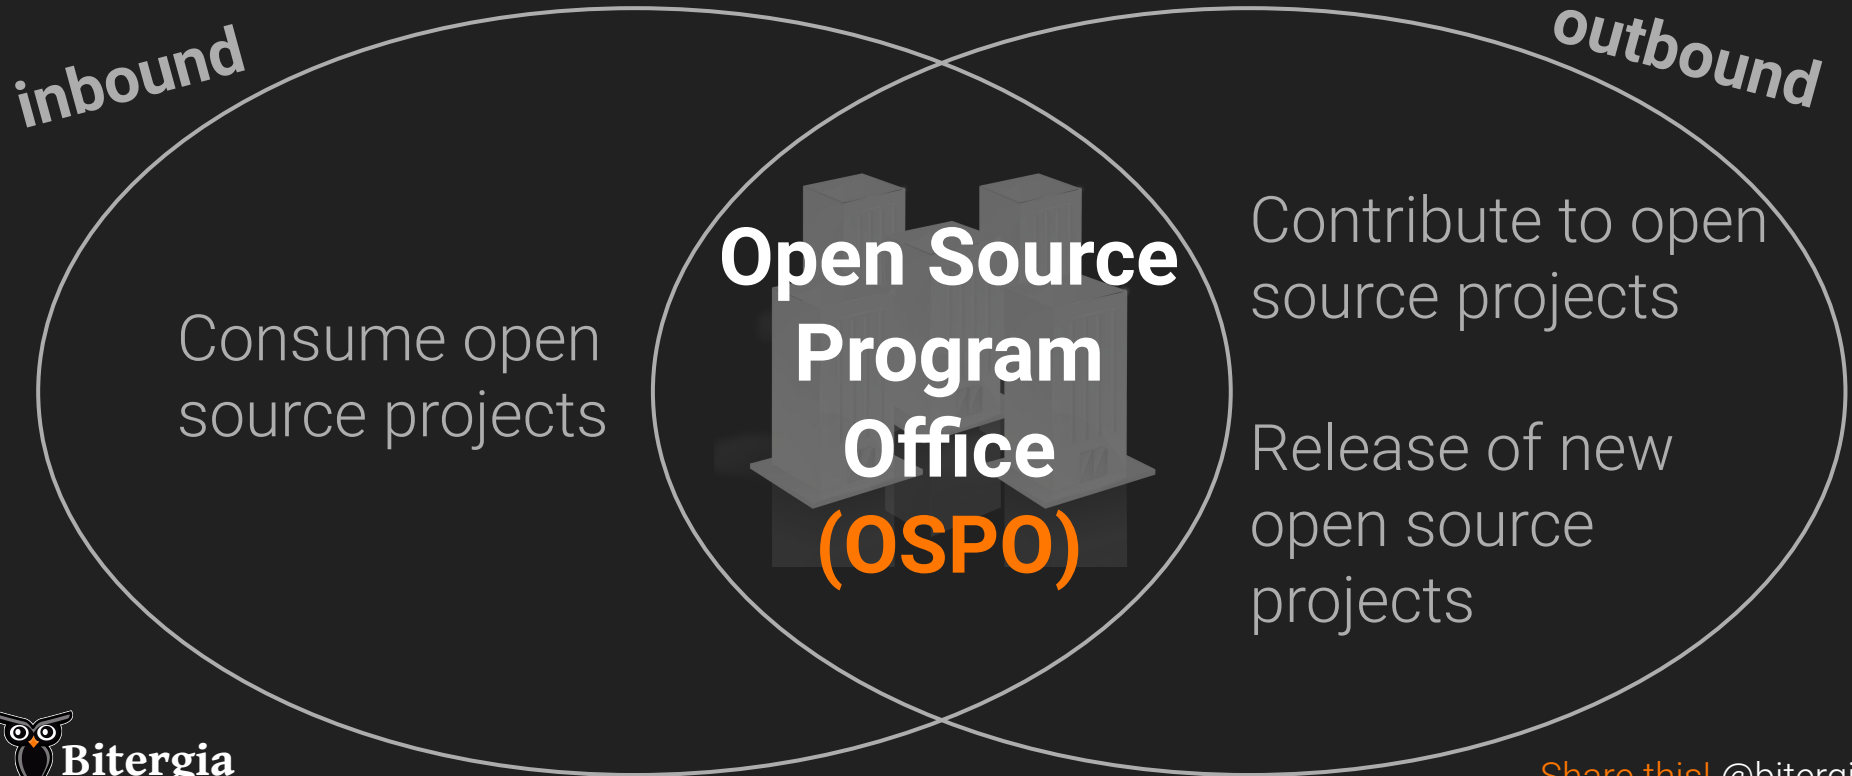 inbound
outbound
Consume open
source projects
Open Source
Program
Office
(OSPO)
Contribute to open
source projects
Release of new
open source
projects
Bitergia
Share this!